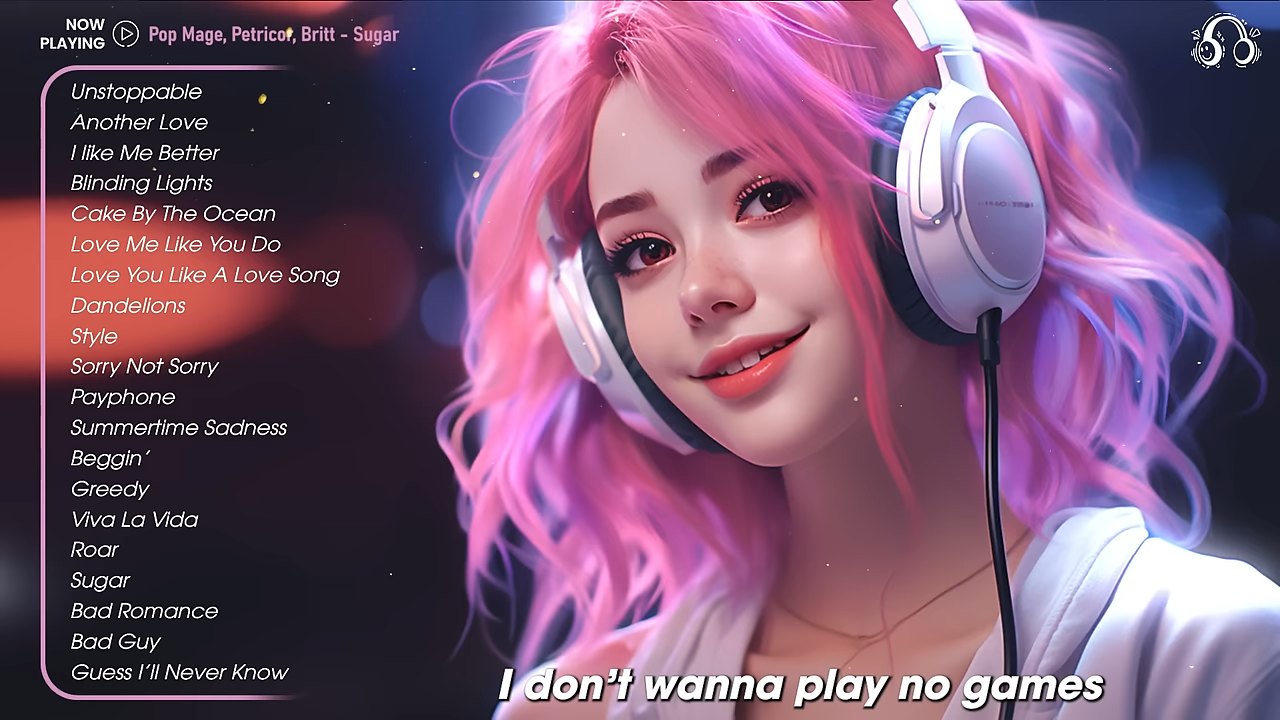 NOW
PLAYING
Pop Mage, Petricor, Britt - Sugar
Unstoppable
Another Love
I like Me Better
Blinding Lights
Cake By The Ocean
Love Me Like You Do
Love You Like A Love Song
Dandelions
Style
Sorry Not Sorry
Payphone
Summertime Sadness
Beggin’
Greedy
Viva La Vida
Roar
Sugar
Bad Romance
Bad Guy
Guess I’ll Never Know
I don’t wanna play no games